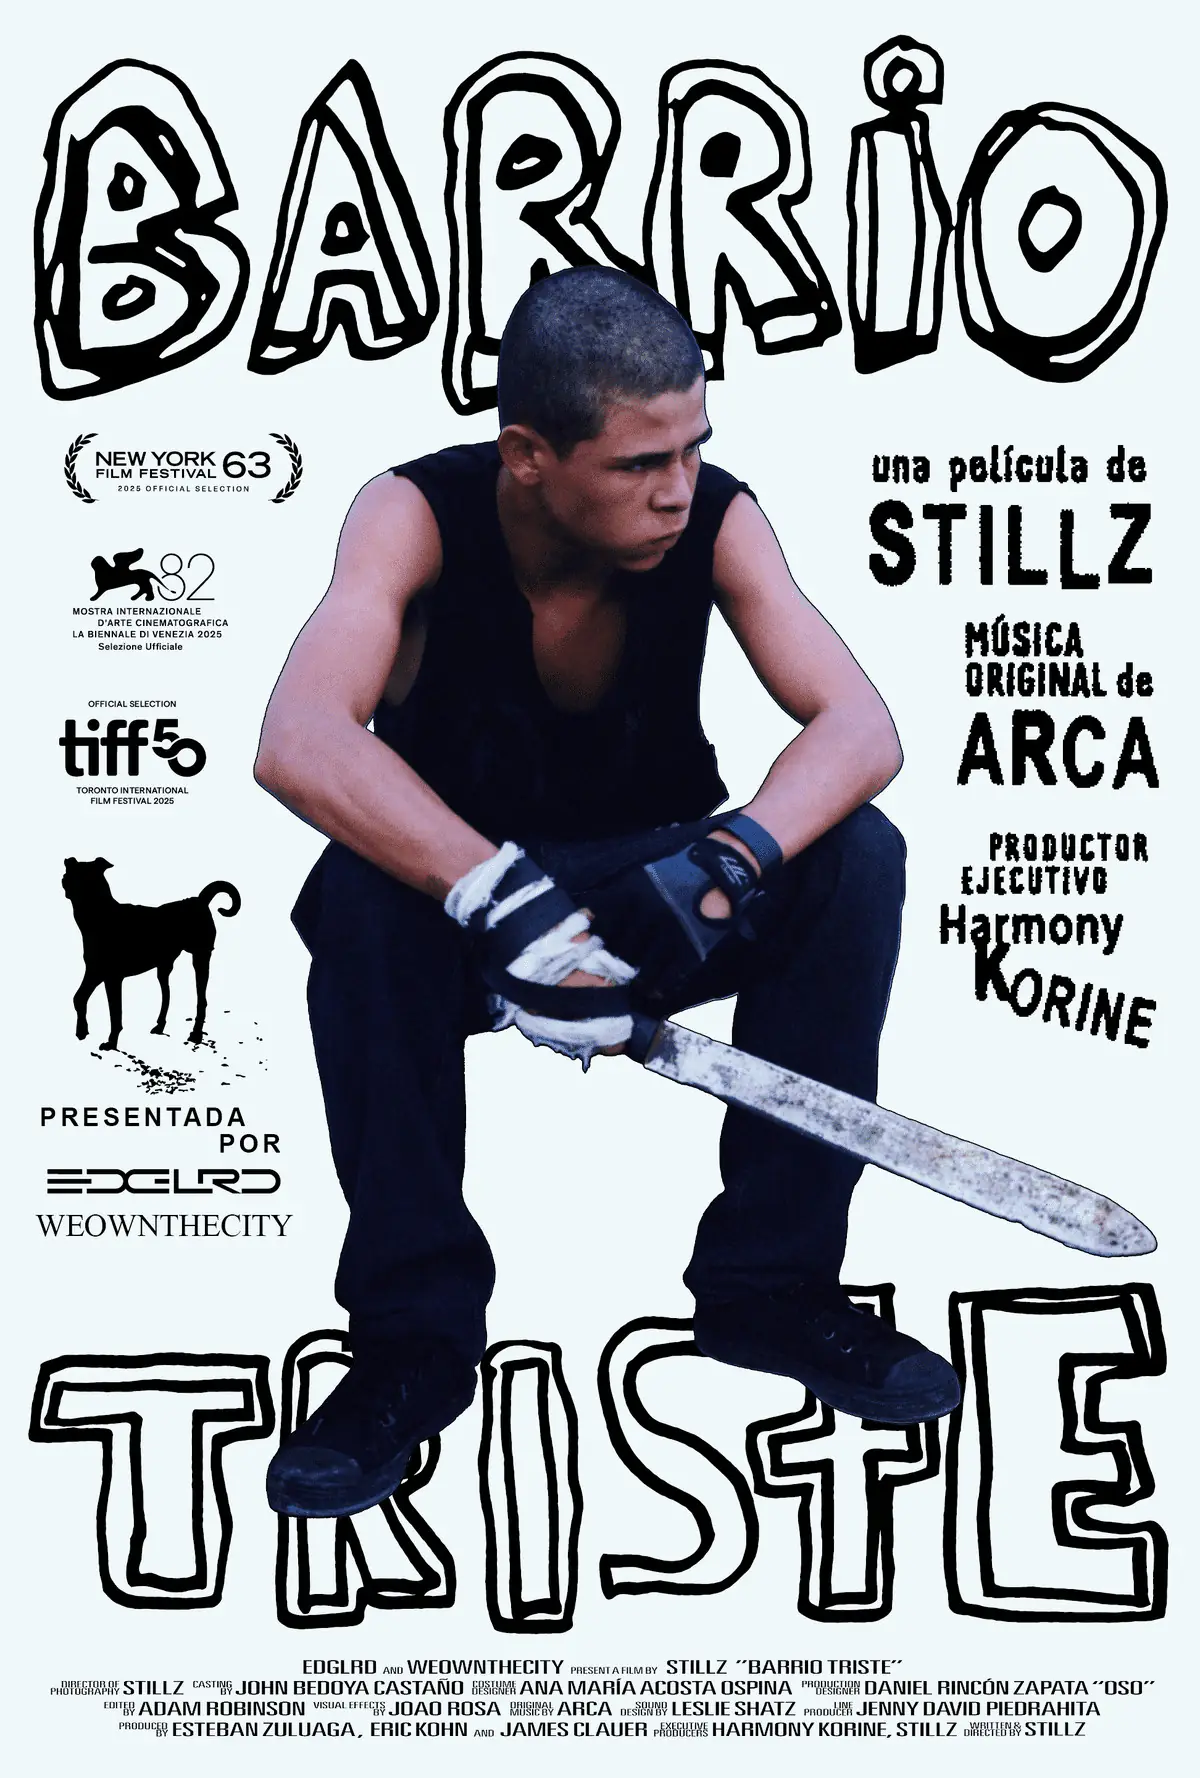 BARRiO
NEW YORK
FILM FESTIVAL 63
2025 OFFICIAL SELECTION
82
MOSTRA INTERNAZIONALE
D'ARTE CINEMATOGRAFICA
LA BIENNALE DI VENEZIA 2025
Selezione Ufficiale
OFFICIAL SELECTION
tiff50
TORONTO INTERNATIONAL
FILM FESTIVAL 2025
PRESENTADA
POR
EDGLRD
WEOWNTHECITY
una película de
STILLZ
MÚSICA
ORIGINAL de
ARCA
PRODUCTOR
EJECUTIVO
Harmony
KORINE
TRIStE
EDGLRD AND WEOWNTHECITY PRESENT A FILM BY STILLZ "BARRIO TRISTE"
DIRECTOR OF PHOTOGRAPHY STILLZ CASTING BY JOHN BEDOYA CASTAÑO COSTUME DESIGNER ANA MARÍA ACOSTA OSPINA PRODUCTION DESIGNER DANIEL RINCÓN ZAPATA "OSO"
EDITED BY ADAM ROBINSON VISUAL EFFECTS BY JOAO ROSA ORIGINAL MUSIC BY ARCA SOUND DESIGN BY LESLIE SHATZ LINE PRODUCER JENNY DAVID PIEDRAHITA
PRODUCED BY ESTEBAN ZULUAGA, ERIC KOHN AND JAMES CLAUER EXECUTIVE PRODUCERS HARMONY KORINE, STILLZ WRITTEN & DIRECTED BY STILLZ